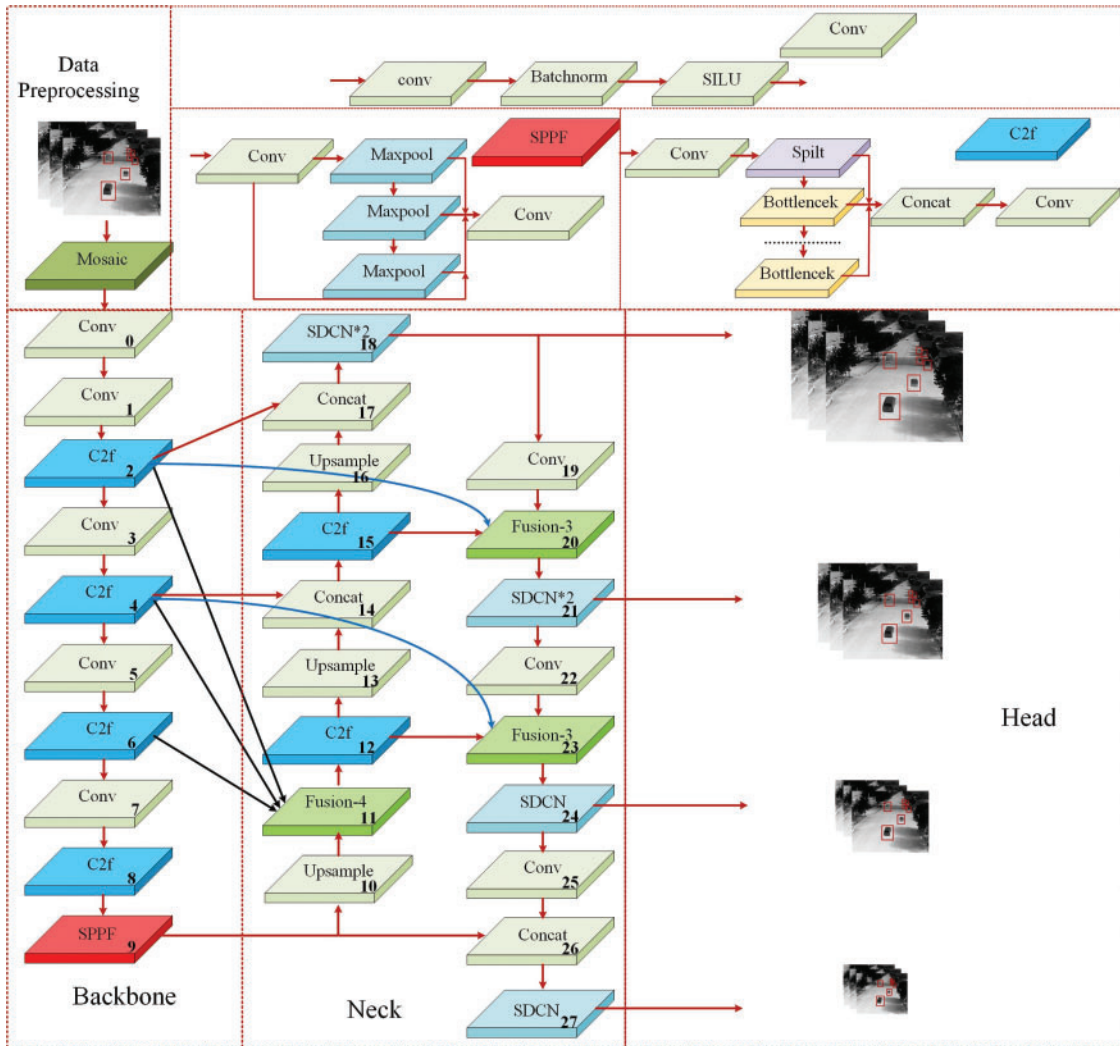 Data
Preprocessing
Mosaic
conv
Batchnorm
SILU
Conv
Conv
Maxpool
Maxpool
Maxpool
SPPF
Conv
Conv
Spilt
Bottlencek
Bottlencek
C2f
Concat
Conv
Conv
0
Conv
1
C2f
2
Conv
3
C2f
4
Conv
5
C2f
6
Conv
7
C2f
8
SPPF
9
Backbone
SDCN*2
18
Concat
17
Upsample
16
C2f
15
Concat
14
Upsample
13
C2f
12
Fusion-4
11
Upsample
10
Conv
19
Fusion-3
20
SDCN*2
21
Conv
22
Fusion-3
23
SDCN
24
Conv
25
Concat
26
SDCN
27
Neck
Head